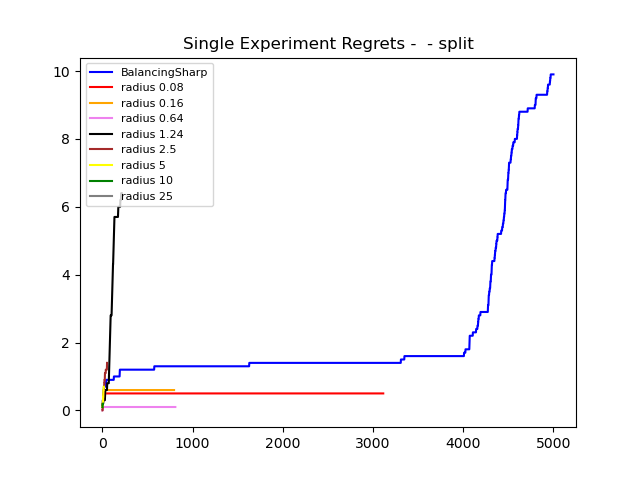 Single Experiment Regrets -  - split
BalancingSharp
radius 0.08
radius 0.16
radius 0.64
radius 1.24
radius 2.5
radius 5
radius 10
radius 25
10
8
6
4
2
0
0 1000 2000 3000 4000 5000